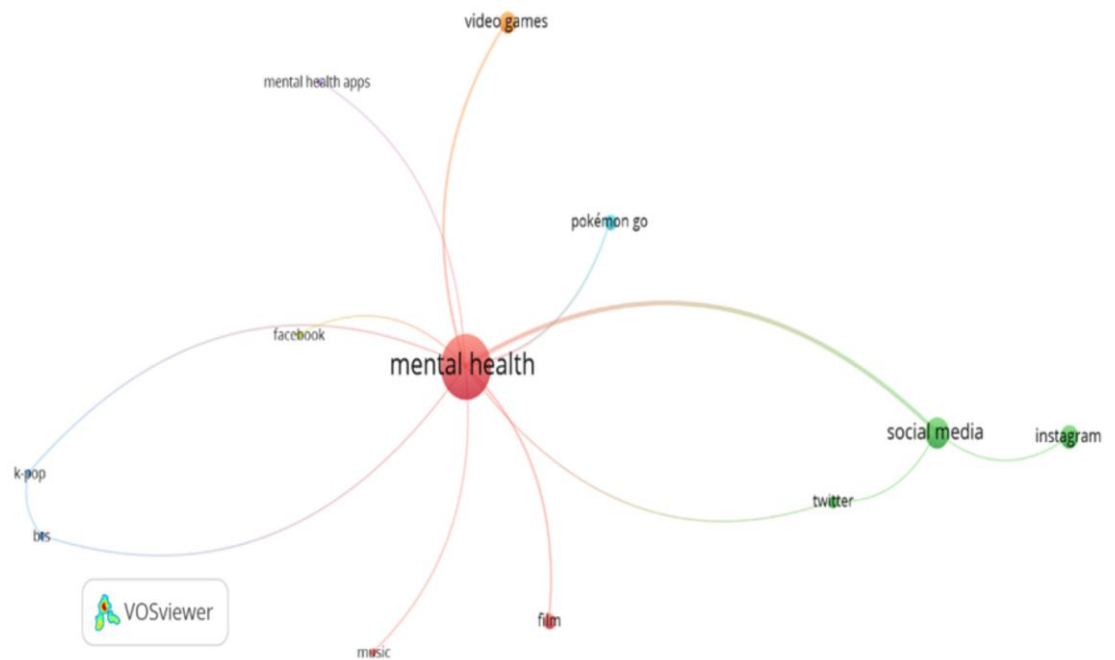 video games
mental health apps
pokémon go
facebook
mental health
social media
instagram
k-pop
twitter
bts
VOSviewer
film
music